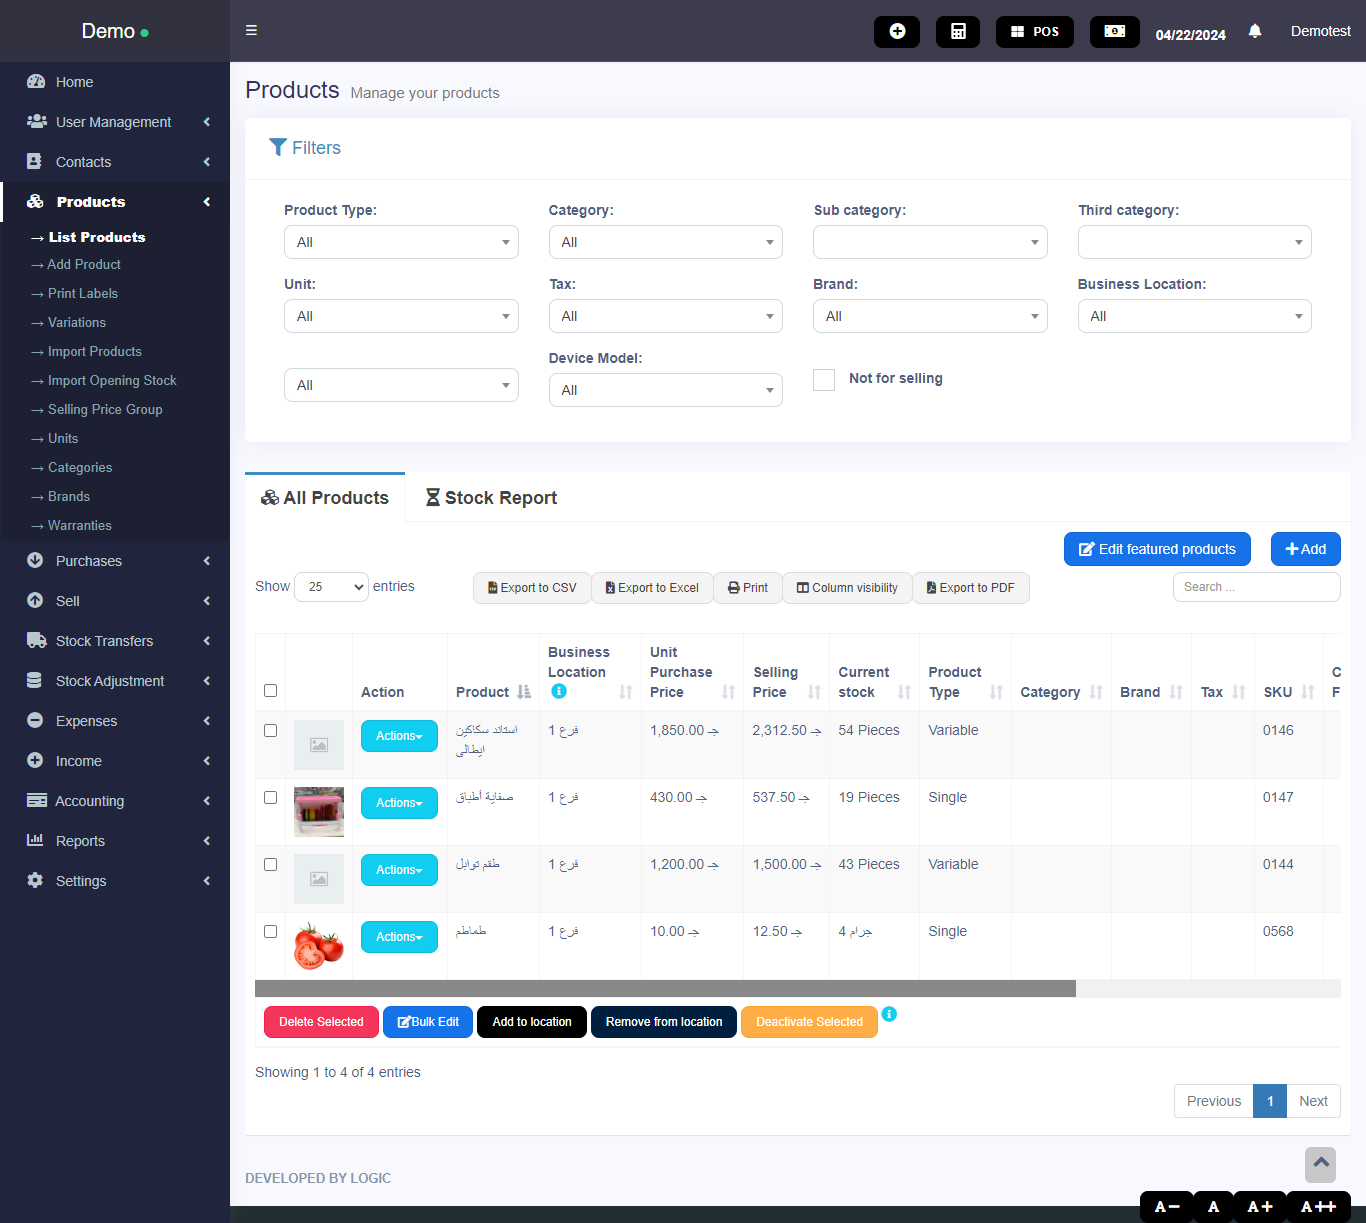 Demo
POS
04/22/2024
Demotest
Home
User Management
Contacts
Products
→ List Products
→ Add Product
→ Print Labels
→ Variations
→ Import Products
→ Import Opening Stock
→ Selling Price Group
→ Units
→ Categories
→ Brands
→ Warranties
Purchases
Sell
Stock Transfers
Stock Adjustment
Expenses
Income
Accounting
Reports
Settings
Products Manage your products
Filters
Product Type: Category: Sub category: Third category:
All All
Unit: Tax: Brand: Business Location:
All All All All
Device Model:
All All Not for selling
All Products Stock Report
Edit featured products Add
Show 25 entries Export to CSV Export to Excel Print Column visibility Export to PDF Search ...
Action Product Business Location Unit Purchase Price Selling Price Current stock Product Type Category Brand Tax SKU C F
Actions استاند سكاكين ايطالى فرع 1 1,850.00 جـ 2,312.50 جـ 54 Pieces Variable 0146
Actions صفاية أطباق فرع 1 430.00 جـ 537.50 جـ 19 Pieces Single 0147
Actions طقم توابل فرع 1 1,200.00 جـ 1,500.00 جـ 43 Pieces Variable 0144
Actions طماطم فرع 1 10.00 جـ 12.50 جـ 4 جرام Single 0568
Delete Selected Bulk Edit Add to location Remove from location Deactivate Selected
Showing 1 to 4 of 4 entries
Previous 1 Next
DEVELOPED BY LOGIC
A− A A+ A++